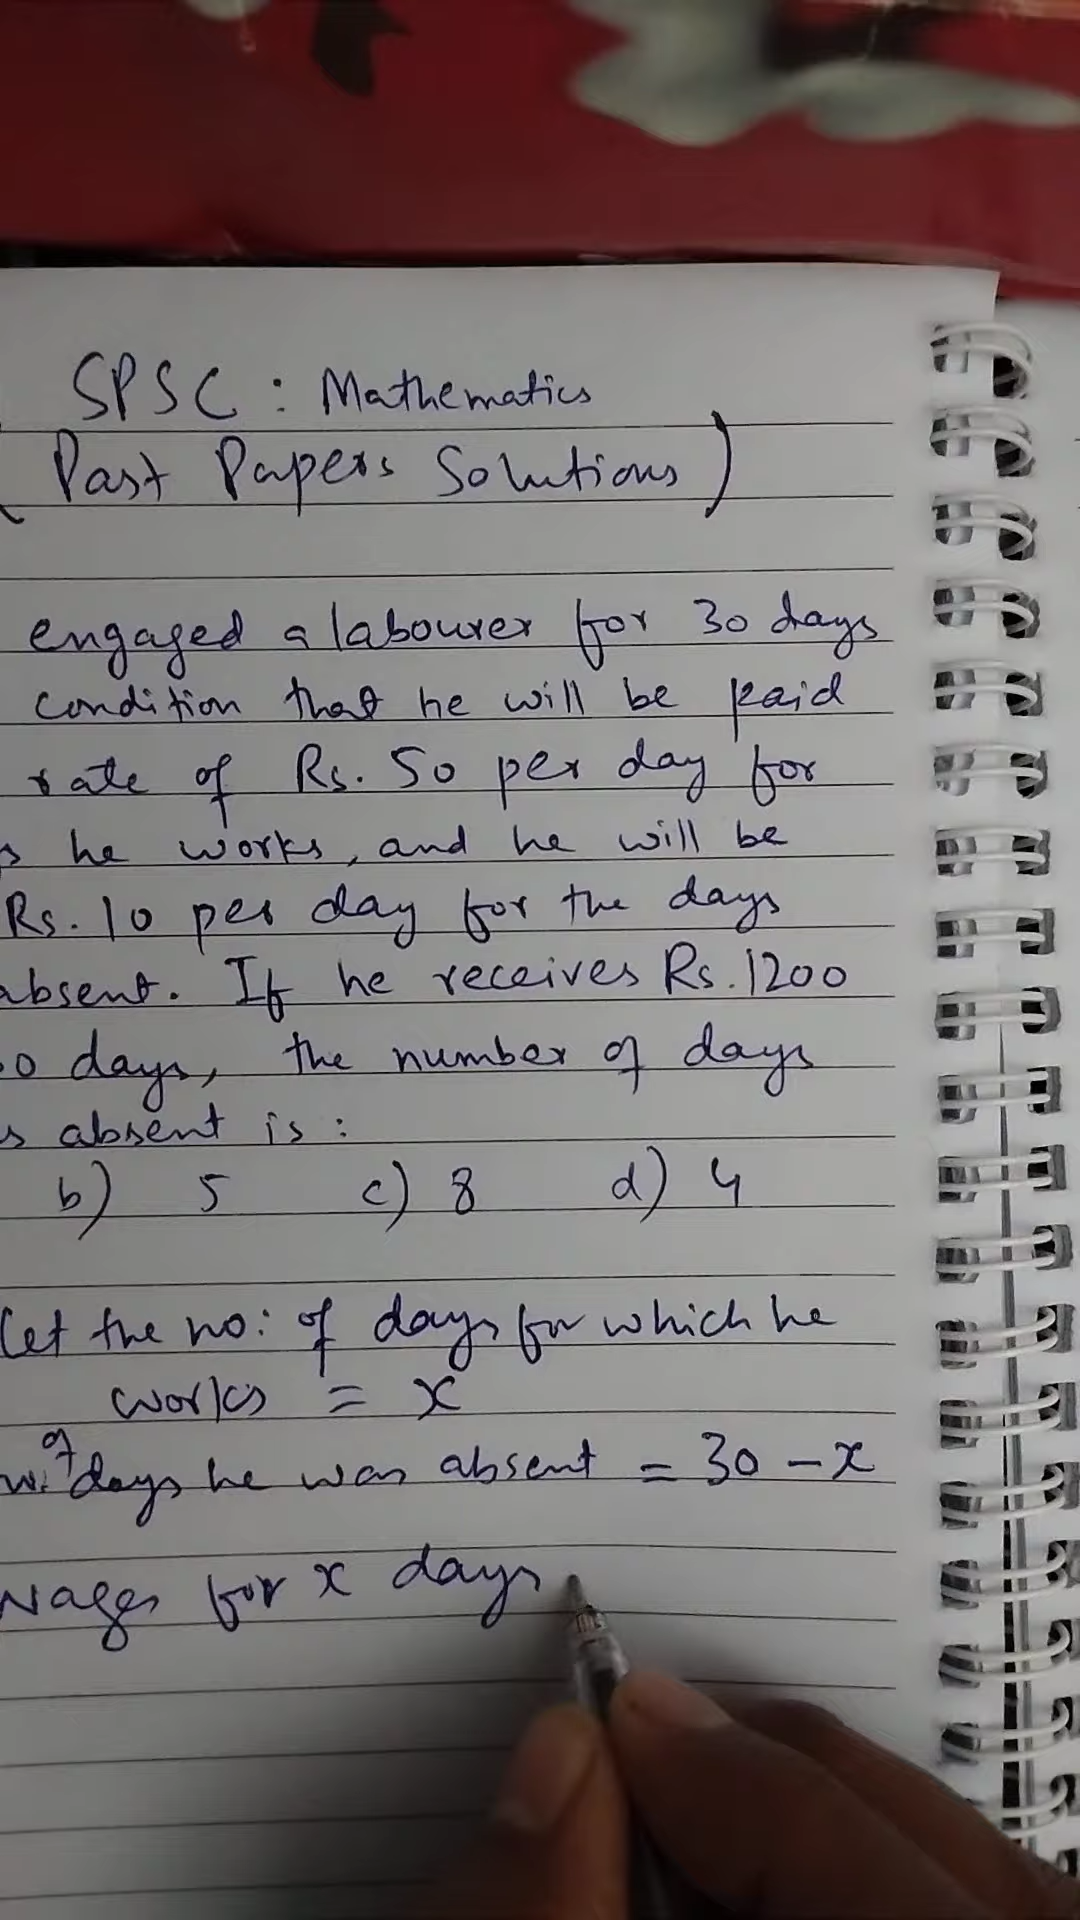 SPSC : Mathematics
(Past Papers Solutions)
engaged a labourer for 30 days
condition that he will be paid
rate of Rs. 50 per day for
he works, and he will be
Rs. 10 per day for the days
absent. If he receives Rs. 1200
0 days, the number of days
s absent is :
b) 5 c) 8 d) 4
Let the no: of days for which he
works = x
of days he was absent = 30 - x
Wages for x days